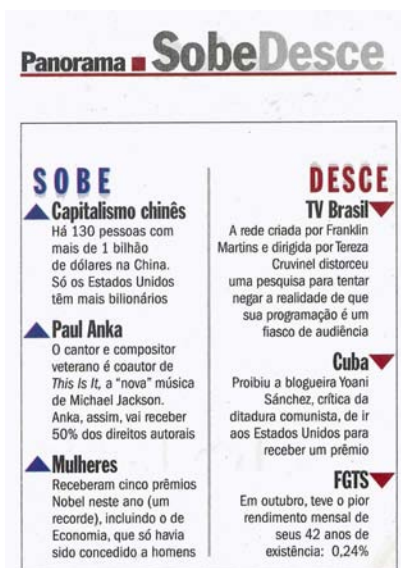 Panorama SobeDesce
SOBE
Capitalismo chinês
Há 130 pessoas com
mais de 1 bilhão
de dólares na China.
Só os Estados Unidos
têm mais bilionários
Paul Anka
O cantor e compositor
veterano é coautor de
This Is It, a “nova” música
de Michael Jackson.
Anka, assim, vai receber
50% dos direitos autorais
Mulheres
Receberam cinco prêmios
Nobel neste ano (um
recorde), incluindo o de
Economia, que só havia
sido concedido a homens
DESCE
TV Brasil
A rede criada por Franklin
Martins e dirigida por Tereza
Cruvinel distorceu
uma pesquisa para tentar
negar a realidade de que
sua programação é um
fiasco de audiência
Cuba
Proibiu a blogueira Yoani
Sánchez, crítica da
ditadura comunista, de ir
aos Estados Unidos para
receber um prêmio
FGTS
Em outubro, teve o pior
rendimento mensal de
seus 42 anos de
existência: 0,24%